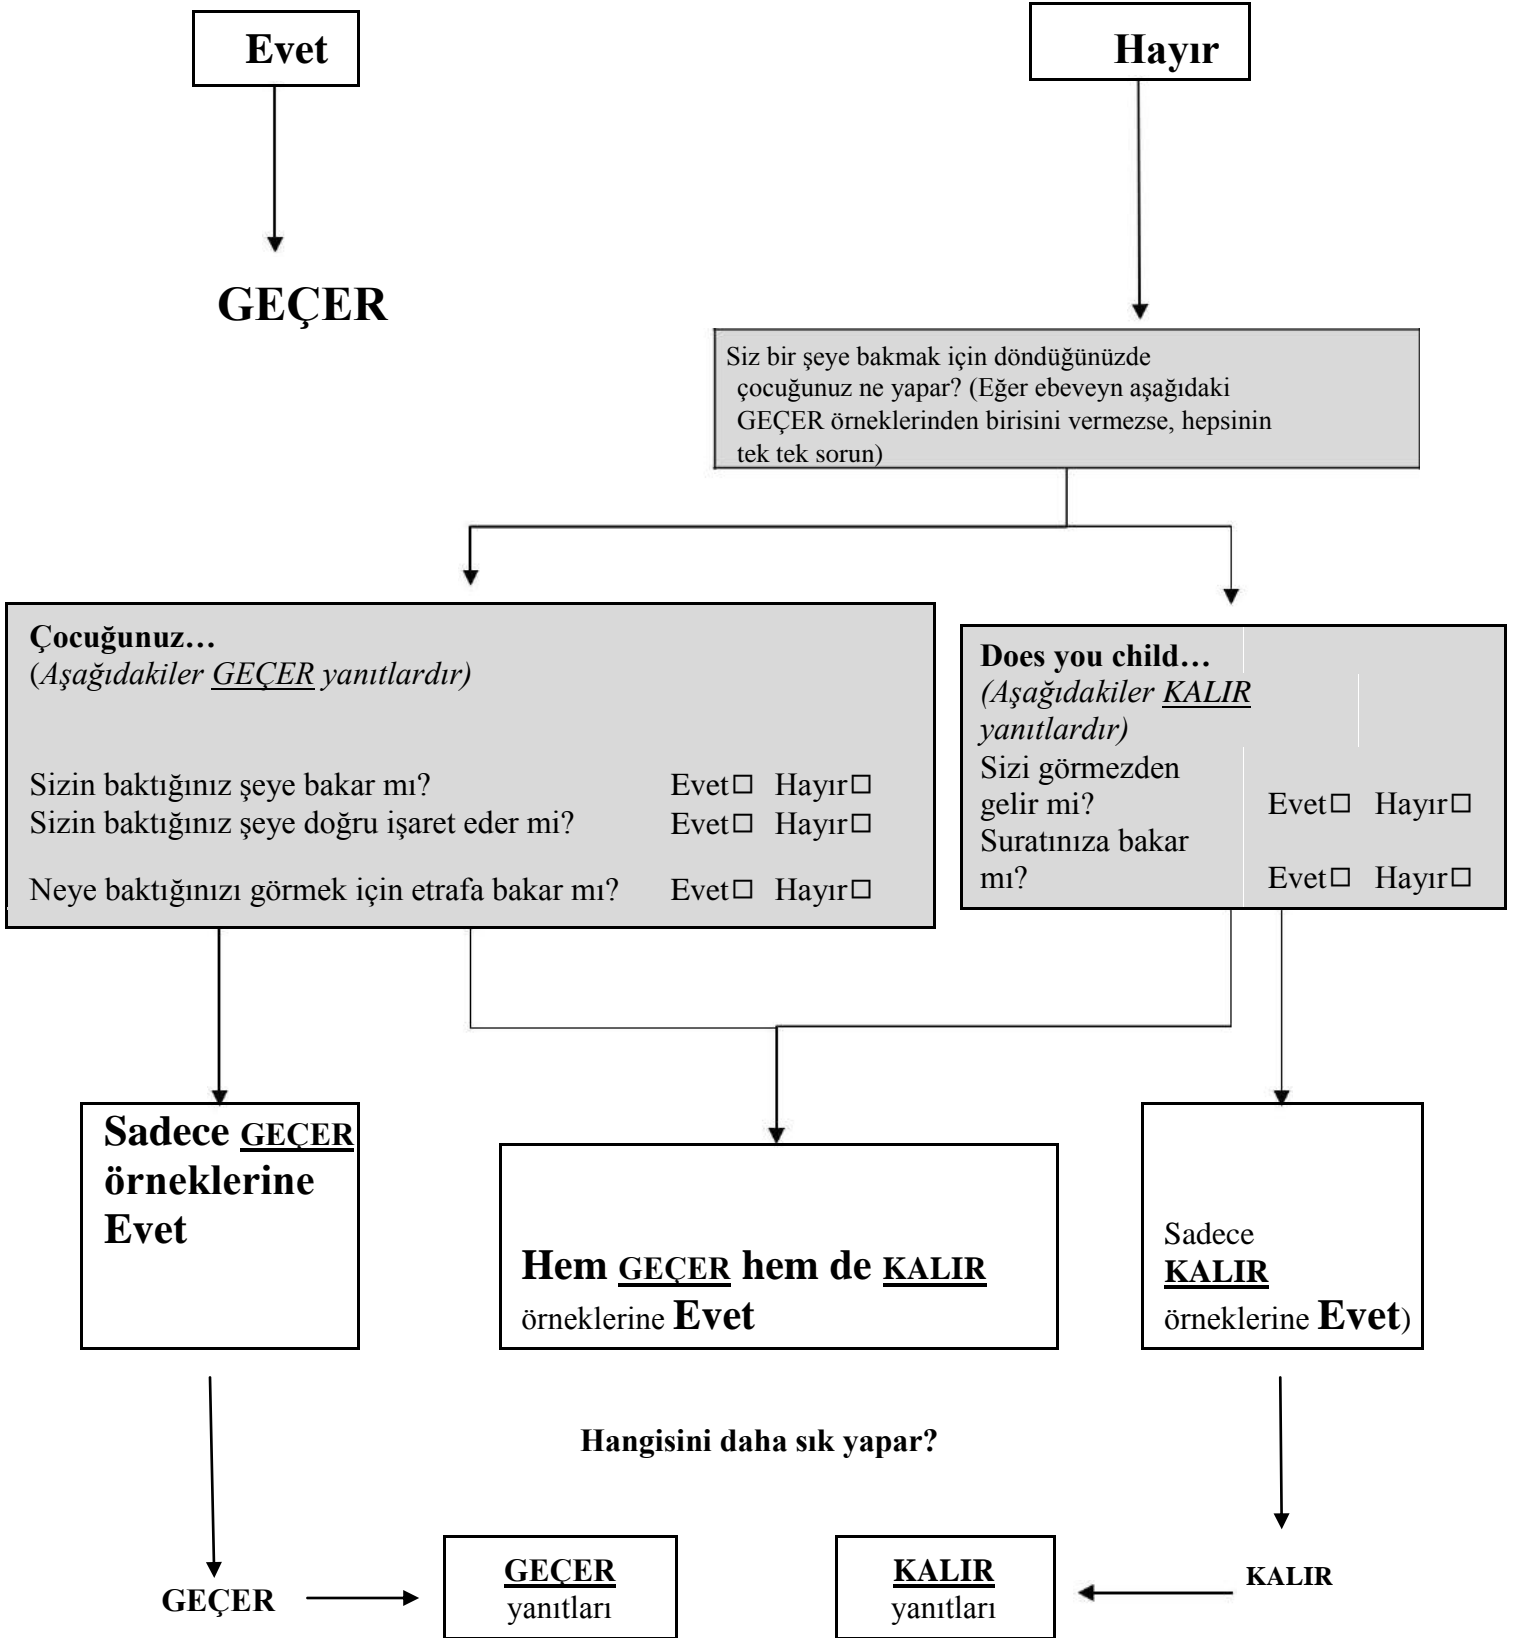 Evet
Hayır
GEÇER
Siz bir şeye bakmak için döndüğünüzde
çocuğunuz ne yapar? (Eğer ebeveyn aşağıdaki
GEÇER örneklerinden birisini vermezse, hepsinin
tek tek sorun)
Çocuğunuz…
(Aşağıdakiler GEÇER yanıtlardır)
Sizin baktığınız şeye bakar mı? Evet□ Hayır□
Sizin baktığınız şeye doğru işaret eder mi? Evet□ Hayır□
Neye baktığınızı görmek için etrafa bakar mı? Evet□ Hayır□
Does you child…
(Aşağıdakiler KALIR
yanıtlardır)
Sizi görmezden
gelir mi? Evet□ Hayır□
Suratınıza bakar
mı? Evet□ Hayır□
Sadece GEÇER
örneklerine
Evet
Hem GEÇER hem de KALIR
örneklerine Evet
Sadece
KALIR
örneklerine Evet)
Hangisini daha sık yapar?
GEÇER
GEÇER
yanıtları
KALIR
yanıtları
KALIR